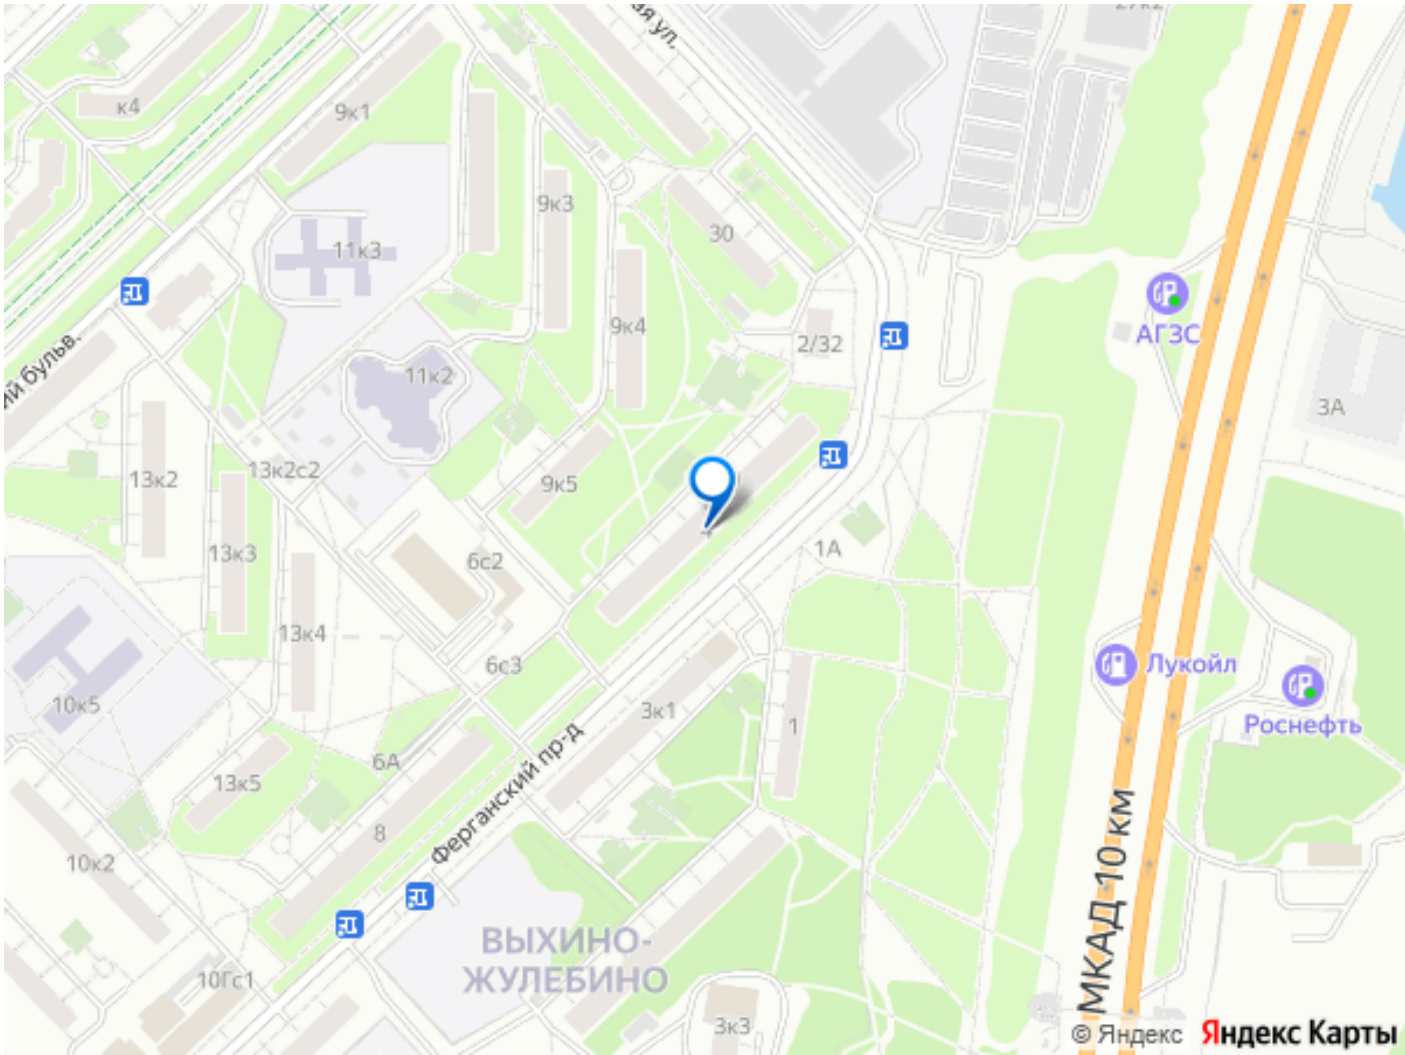 ая ул.
27к2
к4
9к1
9к3
30
11к3
9к4
2/32
АГЗС
ий бульв.
11к2
3А
13к2
13к2с2
9к5
4
1А
13к3
6с2
13к4
6с3
Лукойл
10к5
3к1
1
Роснефть
6А
13к5
Ферганский пр-д
8
10к2
МКАД 10 км
ВЫХИНО-
ЖУЛЕБИНО
10Гс1
3к3
© Яндекс Яндекс Карты